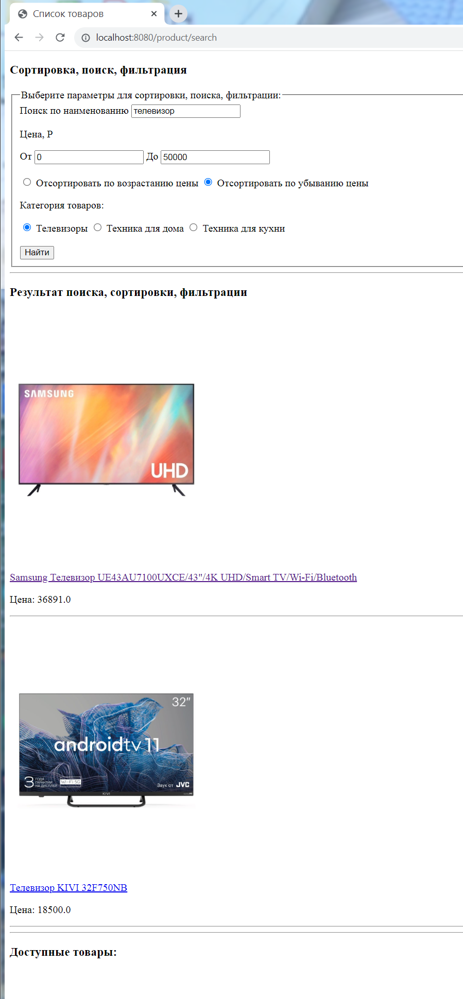 Список товаров
localhost:8080/product/search
Сортировка, поиск, фильтрация
Выберите параметры для сортировки, поиска, фильтрации:
Поиск по наименованию телевизор
Цена, Р
От 0 До 50000
Отсортировать по возрастанию цены Отсортировать по убыванию цены
Категория товаров:
Телевизоры Техника для дома Техника для кухни
Найти
Результат поиска, сортировки, фильтрации
SAMSUNG
UHD
Samsung Телевизор UE43AU7100UXCE/43"/4K UHD/Smart TV/Wi-Fi/Bluetooth
Цена: 36891.0
32"
androidtv 11
3 ГОДА ГАРАНТИИ НА ДИСПЛЕЙ WI-FI 5G Звук от JVC
KIVI
Телевизор KIVI 32F750NB
Цена: 18500.0
Доступные товары: